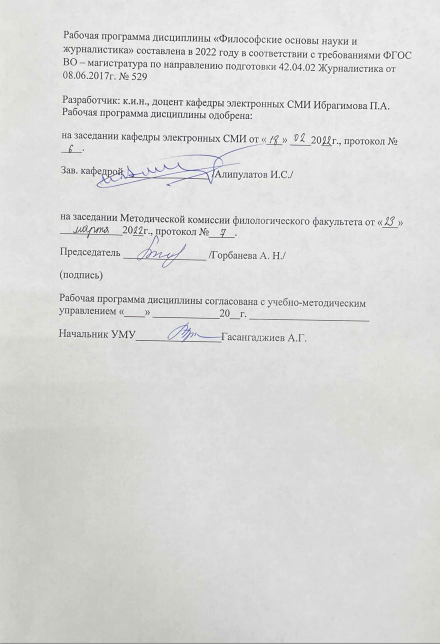 Рабочая программа дисциплины «Философские основы науки и
журналистика» составлена в 2022 году в соответствии с требованиями ФГОС
ВО – магистратура по направлению подготовки 42.04.02 Журналистика от
08.06.2017г. № 529
Разработчик: к.и.н., доцент кафедры электронных СМИ Ибрагимова П.А.
Рабочая программа дисциплины одобрена:
на заседании кафедры электронных СМИ от «18» 02 2022г., протокол №
6.
Зав. кафедрой /Алипулатов И.С./
на заседании Методической комиссии филологического факультета от «23»
марта 2022г., протокол № 7.
Председатель /Горбанева А. Н./
(подпись)
Рабочая программа дисциплины согласована с учебно-методическим
управлением «____» ______________20__г. ________________________
Начальник УМУ Гасангаджиев А.Г.